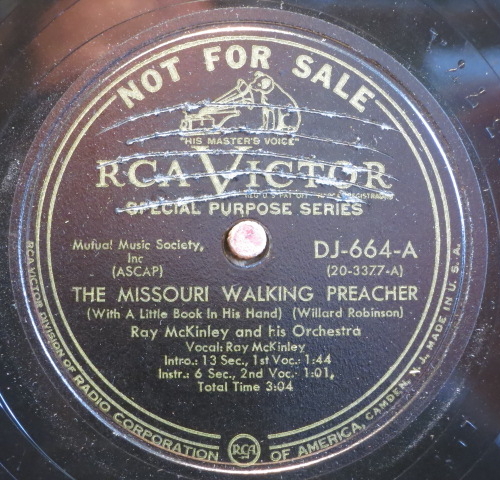 NOT FOR SALE
"HIS MASTER'S VOICE"
RCA VICTOR
SPECIAL PURPOSE SERIES
Mutual Music Society,
Inc
(ASCAP)
DJ-664-A
(20-3377-A)
THE MISSOURI WALKING PREACHER
(With A Little Book In His Hand) (Willard Robinson)
Ray McKinley and his Orchestra
Vocal: Ray McKinley
Intro.: 13 Sec., 1st Voc.: 1:44
Instr.: 6 Sec., 2nd Voc.: 1:01,
Total Time 3:04
RCA VICTOR DIVISION OF RADIO CORPORATION OF AMERICA, CAMDEN, N. J. MADE IN U. S. A.
RCA